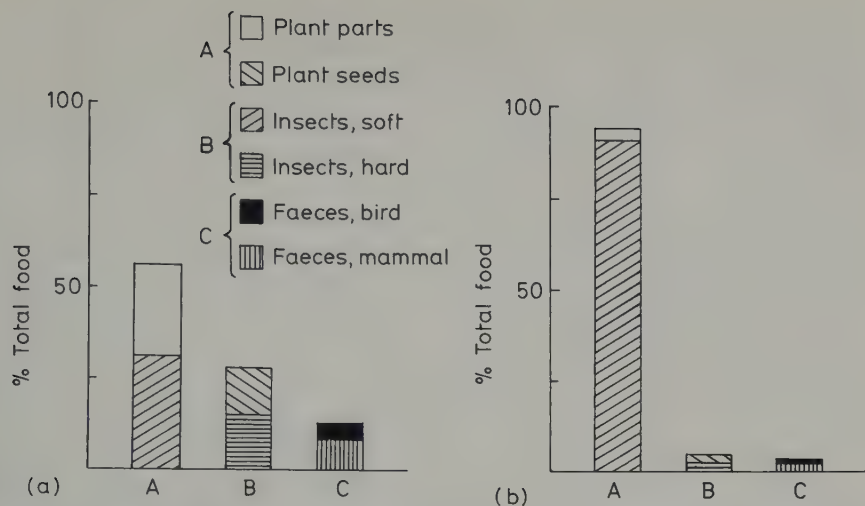 A
Plant parts
Plant seeds
B
Insects, soft
Insects, hard
C
Faeces, bird
Faeces, mammal
100
50
% Total food
(a)
A B C
100
50
% Total food
(b)
A B C